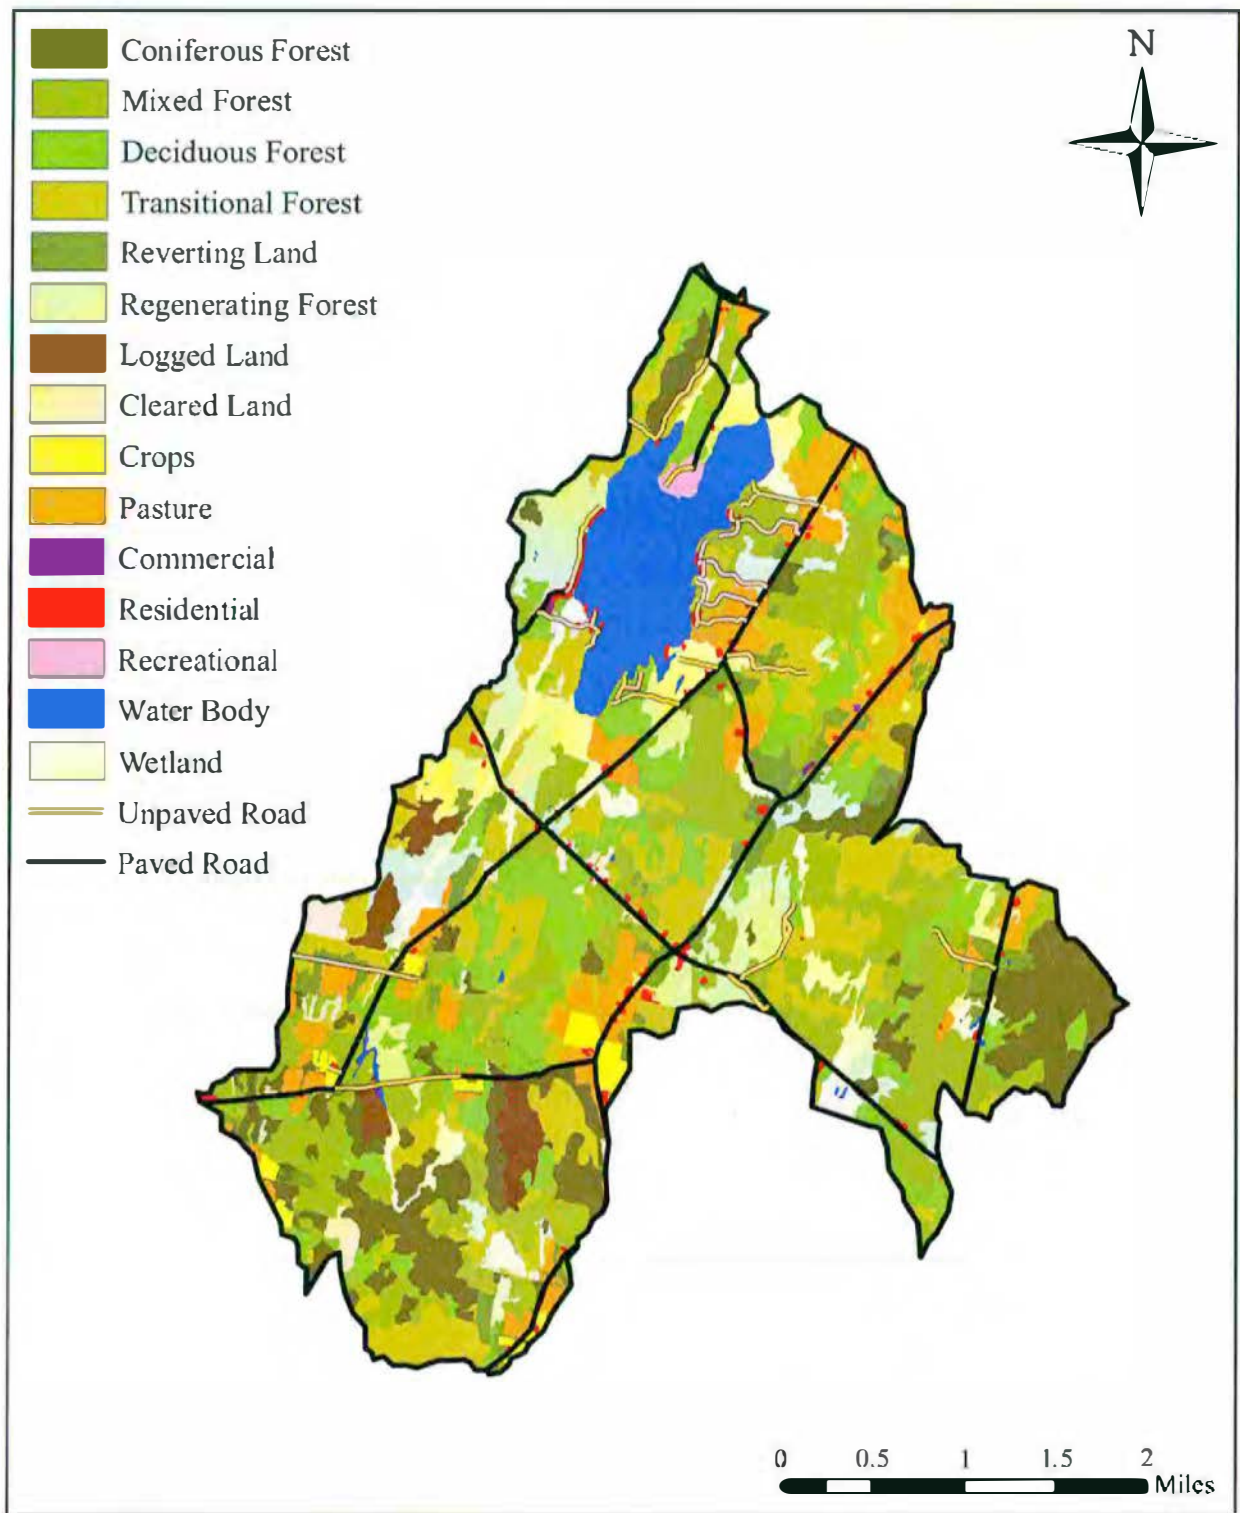 Coniferous Forest
Mixed Forest
Deciduous Forest
Transitional Forest
Reverting Land
Regenerating Forest
Logged Land
Cleared Land
Crops
Pasture
Commercial
Residential
Recreational
Water Body
Wetland
Unpaved Road
Paved Road
N
0 0.5 1 1.5 2
Miles